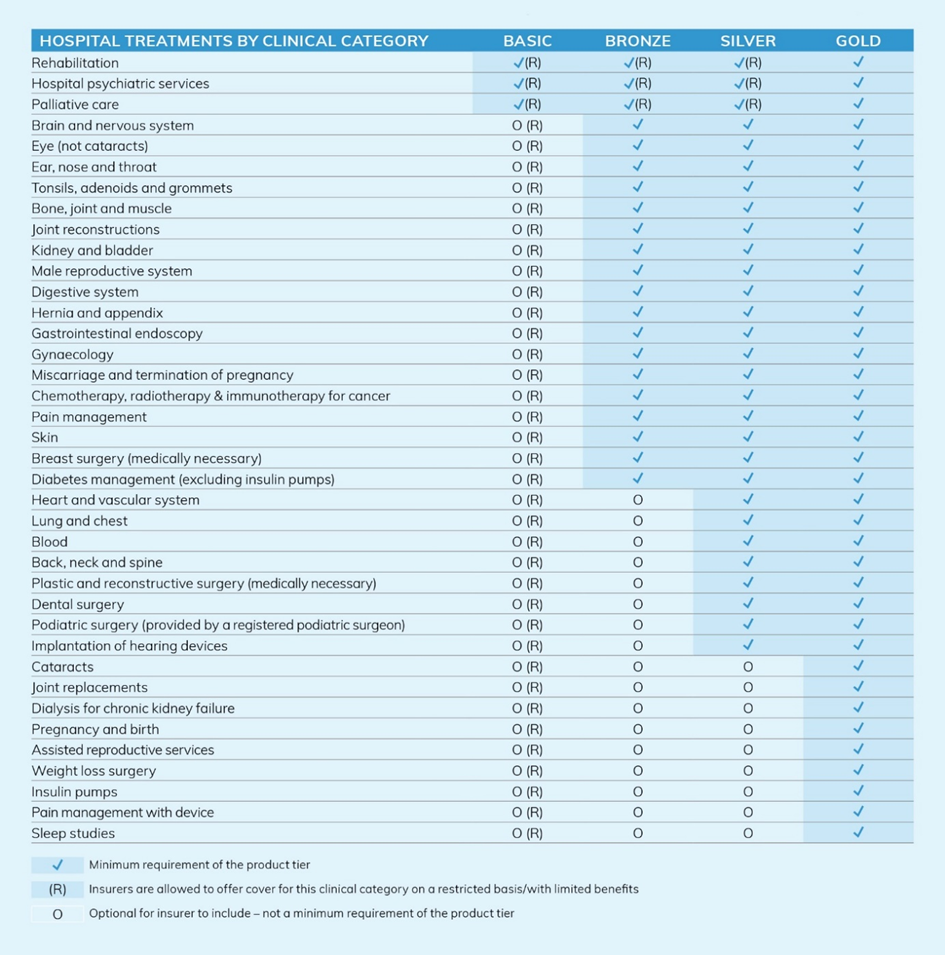 HOSPITAL TREATMENTS BY CLINICAL CATEGORY BASIC BRONZE SILVER GOLD
Rehabilitation ✓(R) ✓(R) ✓(R) ✓
Hospital psychiatric services ✓(R) ✓(R) ✓(R) ✓
Palliative care ✓(R) ✓(R) ✓(R) ✓
Brain and nervous system O (R) ✓ ✓ ✓
Eye (not cataracts) O (R) ✓ ✓ ✓
Ear, nose and throat O (R) ✓ ✓ ✓
Tonsils, adenoids and grommets O (R) ✓ ✓ ✓
Bone, joint and muscle O (R) ✓ ✓ ✓
Joint reconstructions O (R) ✓ ✓ ✓
Kidney and bladder O (R) ✓ ✓ ✓
Male reproductive system O (R) ✓ ✓ ✓
Digestive system O (R) ✓ ✓ ✓
Hernia and appendix O (R) ✓ ✓ ✓
Gastrointestinal endoscopy O (R) ✓ ✓ ✓
Gynaecology O (R) ✓ ✓ ✓
Miscarriage and termination of pregnancy O (R) ✓ ✓ ✓
Chemotherapy, radiotherapy & immunotherapy for cancer O (R) ✓ ✓ ✓
Pain management O (R) ✓ ✓ ✓
Skin O (R) ✓ ✓ ✓
Breast surgery (medically necessary) O (R) ✓ ✓ ✓
Diabetes management (excluding insulin pumps) O (R) ✓ ✓ ✓
Heart and vascular system O (R) O ✓ ✓
Lung and chest O (R) O ✓ ✓
Blood O (R) O ✓ ✓
Back, neck and spine O (R) O ✓ ✓
Plastic and reconstructive surgery (medically necessary) O (R) O ✓ ✓
Dental surgery O (R) O ✓ ✓
Podiatric surgery (provided by a registered podiatric surgeon) O (R) O ✓ ✓
Implantation of hearing devices O (R) O ✓ ✓
Cataracts O (R) O O ✓
Joint replacements O (R) O O ✓
Dialysis for chronic kidney failure O (R) O O ✓
Pregnancy and birth O (R) O O ✓
Assisted reproductive services O (R) O O ✓
Weight loss surgery O (R) O O ✓
Insulin pumps O (R) O O ✓
Pain management with device O (R) O O ✓
Sleep studies O (R) O O ✓
✓ Minimum requirement of the product tier
(R) Insurers are allowed to offer cover for this clinical category on a restricted basis/with limited benefits
O Optional for insurer to include – not a minimum requirement of the product tier